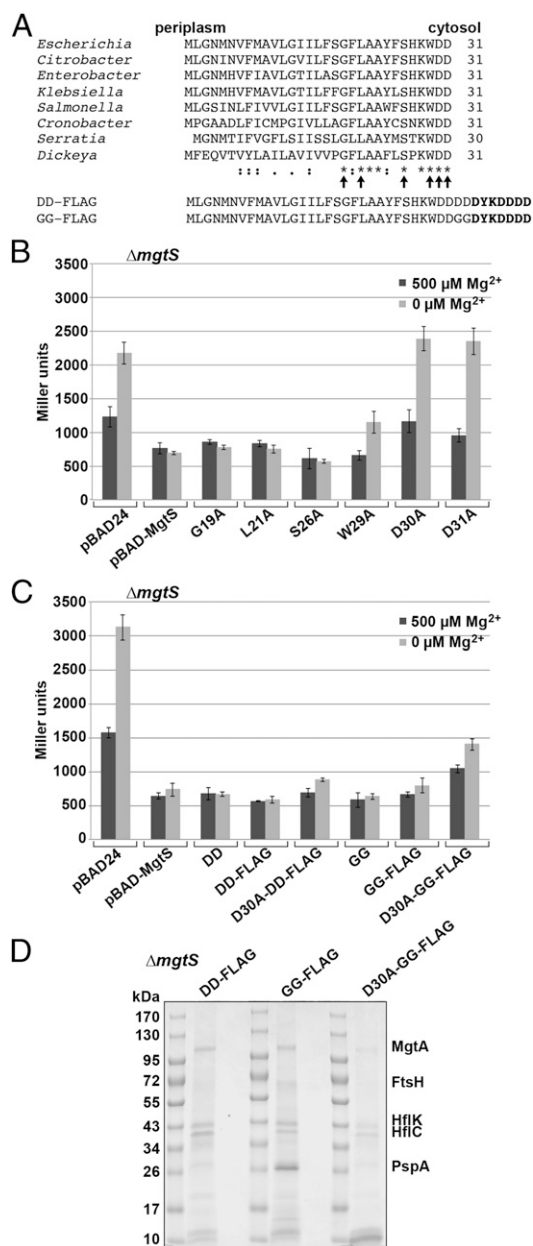 A
periplasm cytosol
Escherichia MLGNMNVFMAVLGIILFSGFLAAYFSHKWDD 31
Citrobacter MLGNINVFMAVLGIILFSGFLAAYFSHKWDD 31
Enterobacter MLGNMHVFIAVLGIILFSGFLAAYFSHKWDD 31
Klebsiella MLGNMNVFMAVLGTILFSGFLAAYFSHKWDD 31
Salmonella MLGSINLFIVVLGIILFSGFLAAWFSHKWDD 31
Cronobacter MPGAADLFICMPGIVLLAGFLAAYCSNKWDD 31
Serratia MGNMTIFVGFLSIISSLGLLAAYMSTKWDD 30
Dickeya MFEQVTVYLAILAVIVVPGFLAAFLSPKWDD 31
::: . . : *:****: * ****
DD-FLAG MLGNMNVFMAVLGIILFSGFLAAYFSHKWDDDDDYKDDDD
GG-FLAG MLGNMNVFMAVLGIILFSGFLAAYFSHKWDDGGDYKDDDD
B
ΔmgtS
500 µM Mg2+
0 µM Mg2+
Miller units
3500
3000
2500
2000
1500
1000
500
0
pBAD24
pBAD-MgtS
G19A
L21A
S26A
W29A
D30A
D31A
C
ΔmgtS
500 µM Mg2+
0 µM Mg2+
Miller units
3500
3000
2500
2000
1500
1000
500
0
pBAD24
pBAD-MgtS
DD
DD-FLAG
D30A-DD-FLAG
GG
GG-FLAG
D30A-GG-FLAG
D
ΔmgtS
DD-FLAG
GG-FLAG
D30A-GG-FLAG
kDa
170
130
95
72
55
43
34
26
17
10
MgtA
FtsH
HflK
HflC
PspA